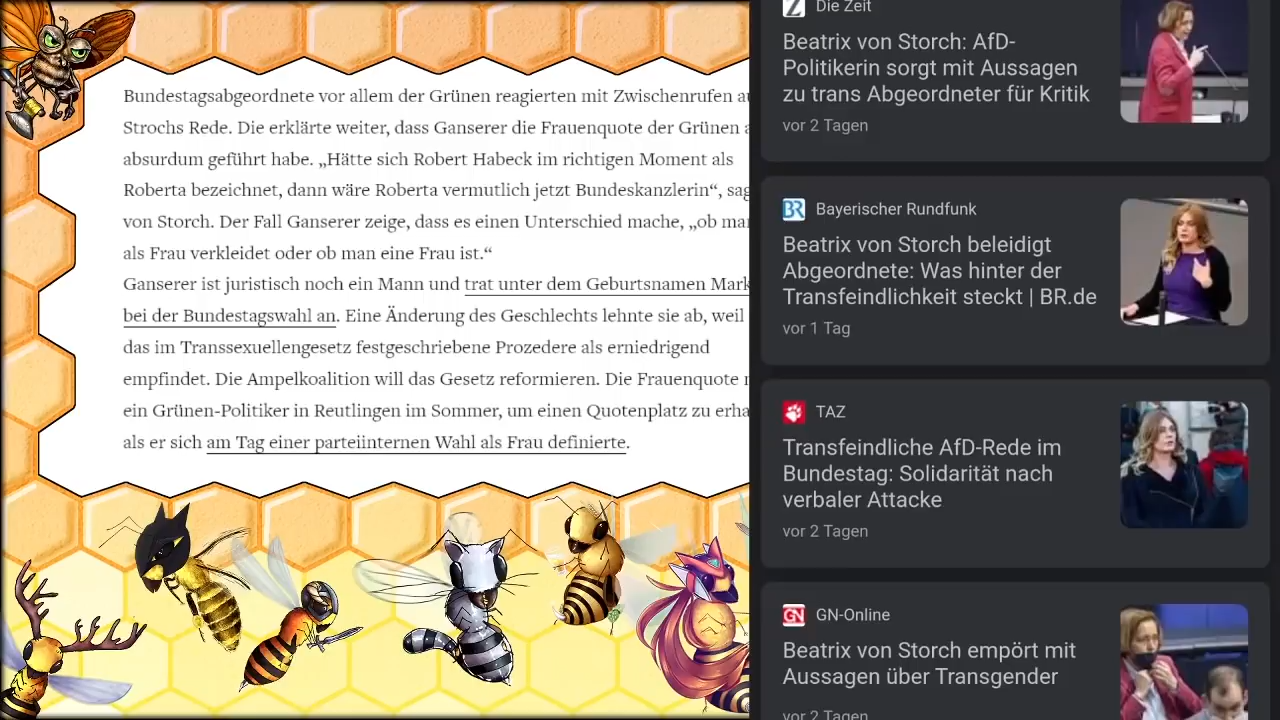 Bundestagsabgeordnete vor allem der Grünen reagierten mit Zwischenrufen
Strochs Rede. Die erklärte weiter, dass Ganserer die Frauenquote der Grünen
absurdum geführt habe. „Hätte sich Robert Habeck im richtigen Moment als
Roberta bezeichnet, dann wäre Roberta vermutlich jetzt Bundeskanzlerin“,
von Storch. Der Fall Ganserer zeige, dass es einen Unterschied mache, „ob
als Frau verkleidet oder ob man eine Frau ist.“
Ganserer ist juristisch noch ein Mann und trat unter dem Geburtsnamen
bei der Bundestagswahl an. Eine Änderung des Geschlechts lehnte sie ab, weil
das im Transsexuellengesetz festgeschriebene Prozedere als erniedrigend
empfindet. Die Ampelkoalition will das Gesetz reformieren. Die Frauenquote
ein Grünen-Politiker in Reutlingen im Sommer, um einen Quotenplatz zu
als er sich am Tag einer parteiinternen Wahl als Frau definierte.
Die Zeit
Beatrix von Storch: AfD-
Politikerin sorgt mit Aussagen
zu trans Abgeordneter für Kritik
vor 2 Tagen
BR
Bayerischer Rundfunk
Beatrix von Storch beleidigt
Abgeordnete: Was hinter der
Transfeindlichkeit steckt | BR.de
vor 1 Tag
TAZ
Transfeindliche AfD-Rede im
Bundestag: Solidarität nach
verbaler Attacke
vor 2 Tagen
GN
GN-Online
Beatrix von Storch empört mit
Aussagen über Transgender
vor 2 Tagen